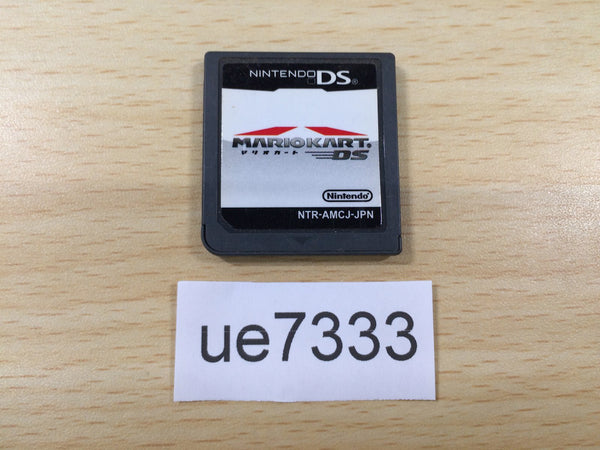 NINTENDO DS®
MARIOKART®
マリオカート DS
Nintendo®
NTR-AMCJ-JPN
ue7333